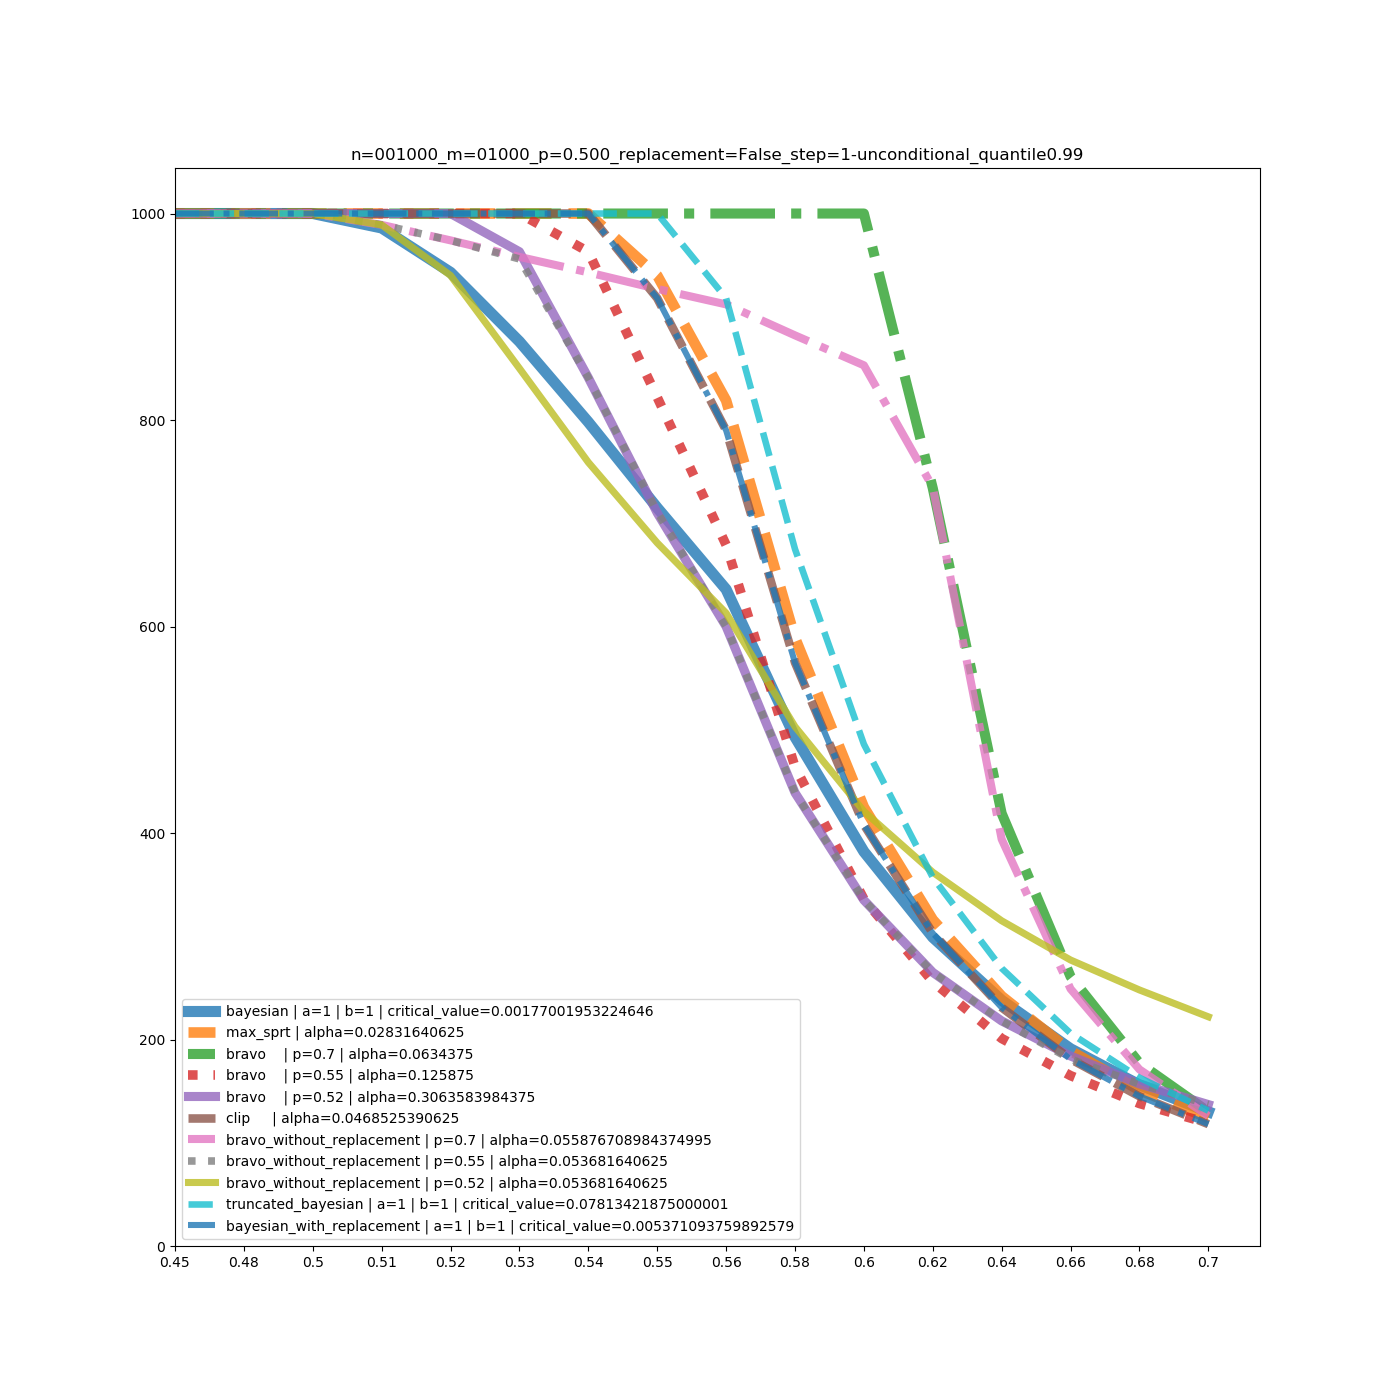 n=001000_m=01000_p=0.500_replacement=False_step=1-unconditional_quantile0.99
1000
800
600
400
200
0
bayesian | a=1 | b=1 | critical_value=0.00177001953224646
max_sprt | alpha=0.02831640625
bravo    | p=0.7 | alpha=0.0634375
bravo    | p=0.55 | alpha=0.125875
bravo    | p=0.52 | alpha=0.3063583984375
clip     | alpha=0.0468525390625
bravo_without_replacement | p=0.7 | alpha=0.055876708984374995
bravo_without_replacement | p=0.55 | alpha=0.053681640625
bravo_without_replacement | p=0.52 | alpha=0.053681640625
truncated_bayesian | a=1 | b=1 | critical_value=0.07813421875000001
bayesian_with_replacement | a=1 | b=1 | critical_value=0.005371093759892579
0.45 0.48 0.5 0.51 0.52 0.53 0.54 0.55 0.56 0.58 0.6 0.62 0.64 0.66 0.68 0.7